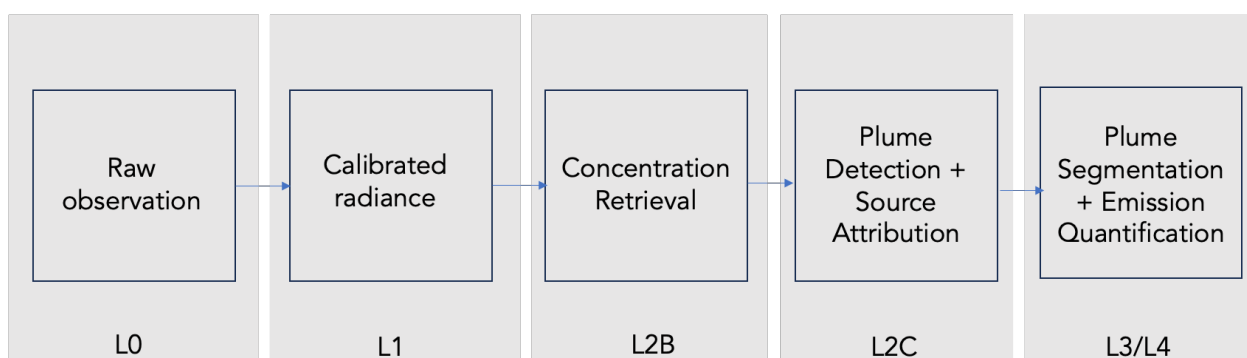 Raw
observation
Calibrated
radiance
Concentration
Retrieval
Plume
Detection +
Source
Attribution
Plume
Segmentation
+ Emission
Quantification
L0
L1
L2B
L2C
L3/L4